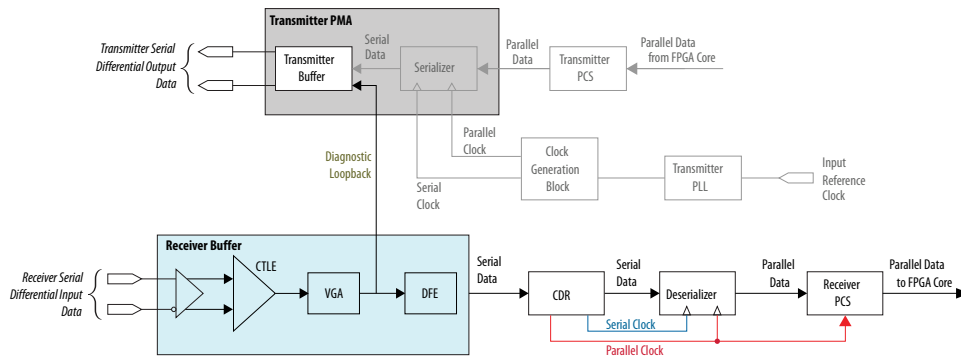 Transmitter PMA
Transmitter Serial
Differential Output
Data
Transmitter
Buffer
Serial
Data
Serializer
Parallel
Data
Transmitter
PCS
Parallel Data
from FPGA Core
Diagnostic
Loopback
Parallel
Clock
Serial
Clock
Clock
Generation
Block
Transmitter
PLL
Input
Reference
Clock
Receiver Buffer
Receiver Serial
Differential Input
Data
CTLE
VGA
DFE
Serial
Data
CDR
Serial
Data
Deserializer
Parallel
Data
Receiver
PCS
Parallel Data
to FPGA Core
Serial Clock
Parallel Clock